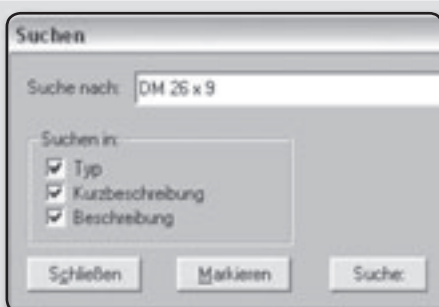 Suchen
Suche nach: DM 26 x 9
Suchen in:
Typ
Kurzbeschreibung
Beschreibung
Schließen Markieren Suche: